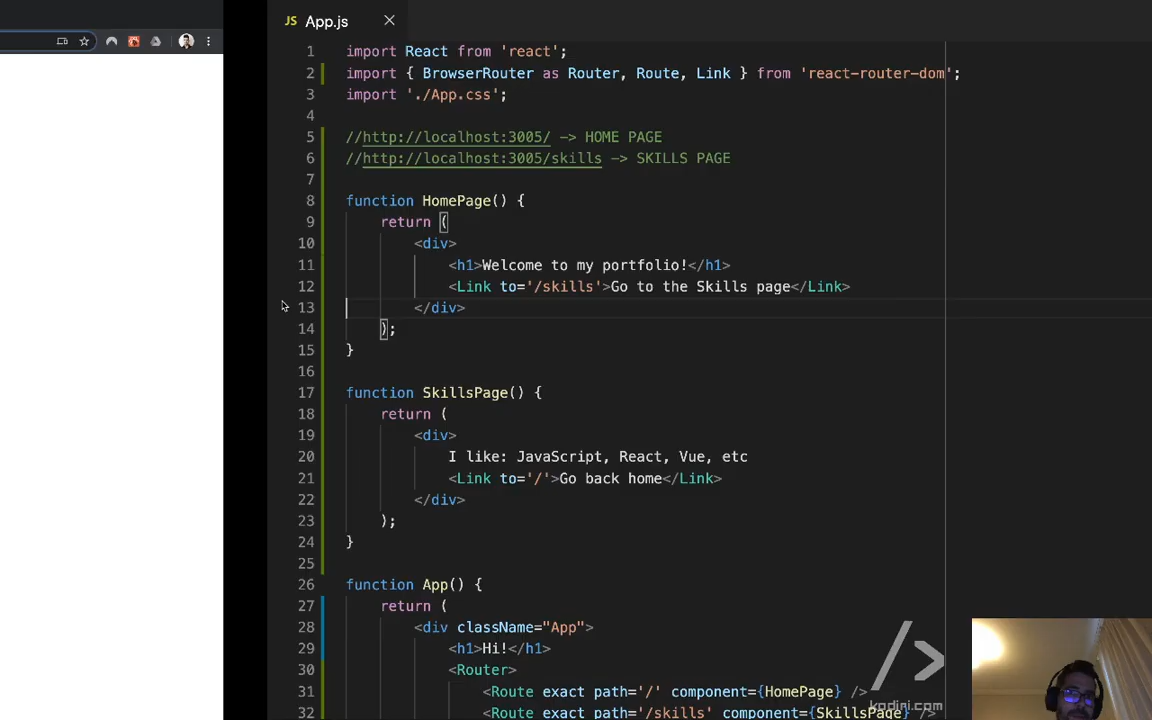 JS App.js
1 import React from 'react';
2 import { BrowserRouter as Router, Route, Link } from 'react-router-dom';
3 import './App.css';
4
5 //http://localhost:3005/ -> HOME PAGE
6 //http://localhost:3005/skills -> SKILLS PAGE
7
8 function HomePage() {
9 return (
10 <div>
11 <h1>Welcome to my portfolio!</h1>
12 <Link to='/skills'>Go to the Skills page</Link>
13 </div>
14 );
15 }
16
17 function SkillsPage() {
18 return (
19 <div>
20 I like: JavaScript, React, Vue, etc
21 <Link to='/'>Go back home</Link>
22 </div>
23 );
24 }
25
26 function App() {
27 return (
28 <div className="App">
29 <h1>Hi!</h1>
30 <Router>
31 <Route exact path='/' component={HomePage} />
32 <Route exact path='/skills' component={SkillsPage} />
kodini.com